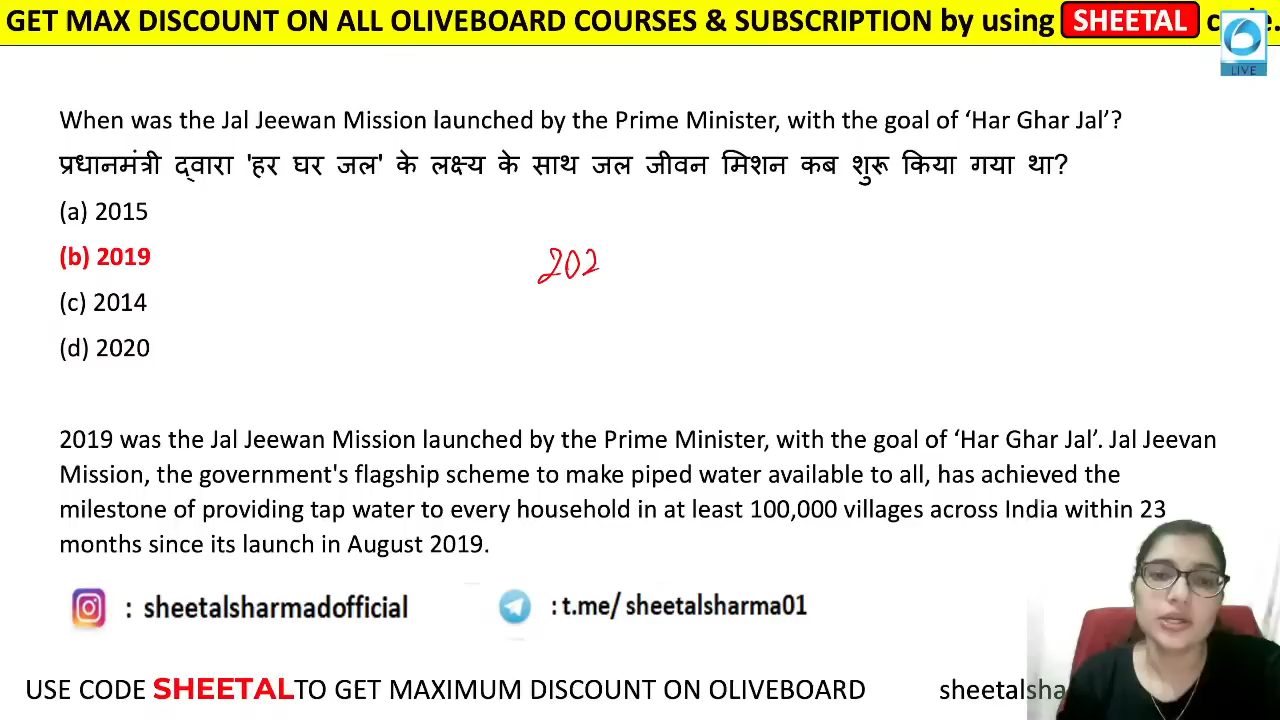 GET MAX DISCOUNT ON ALL OLIVEBOARD COURSES & SUBSCRIPTION by using SHEETAL code.
LIVE
When was the Jal Jeewan Mission launched by the Prime Minister, with the goal of ‘Har Ghar Jal’?
प्रधानमंत्री द्वारा 'हर घर जल' के लक्ष्य के साथ जल जीवन मिशन कब शुरू किया गया था?
(a) 2015
(b) 2019
202
(c) 2014
(d) 2020
2019 was the Jal Jeewan Mission launched by the Prime Minister, with the goal of ‘Har Ghar Jal’. Jal Jeevan
Mission, the government's flagship scheme to make piped water available to all, has achieved the
milestone of providing tap water to every household in at least 100,000 villages across India within 23
months since its launch in August 2019.
: sheetalsharmadofficial
: t.me/ sheetalsharma01
USE CODE SHEETAL TO GET MAXIMUM DISCOUNT ON OLIVEBOARD
sheetalsha